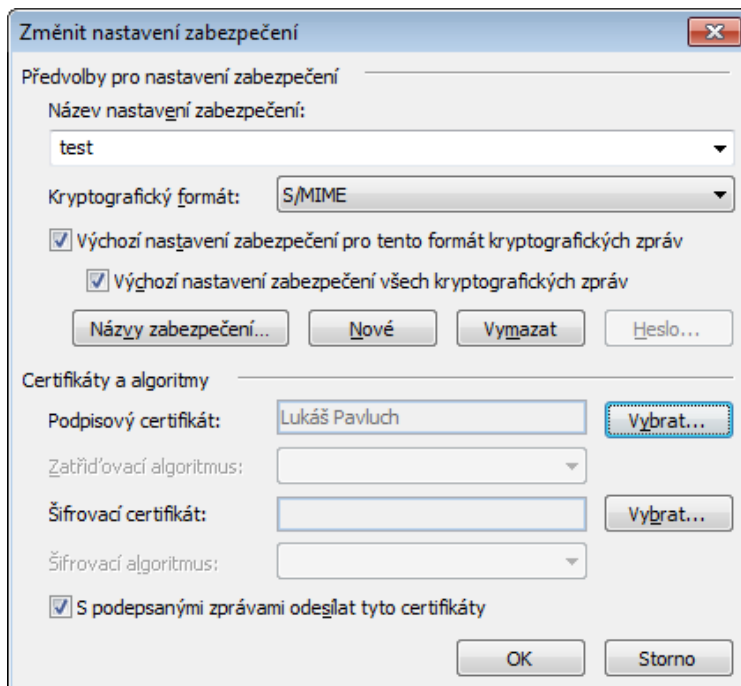 Změnit nastavení zabezpečení
Předvolby pro nastavení zabezpečení
Název nastavení zabezpečení:
test
Kryptografický formát: S/MIME
Výchozí nastavení zabezpečení pro tento formát kryptografických zpráv
Výchozí nastavení zabezpečení všech kryptografických zpráv
Názvy zabezpečení... Nové Vymazat Heslo...
Certifikáty a algoritmy
Podpisový certifikát: Lukáš Pavluch Vybrat...
Zatřiďovací algoritmus:
Šifrovací certifikát: Vybrat...
Šifrovací algoritmus:
S podepsanými zprávami odesílat tyto certifikáty
OK Storno